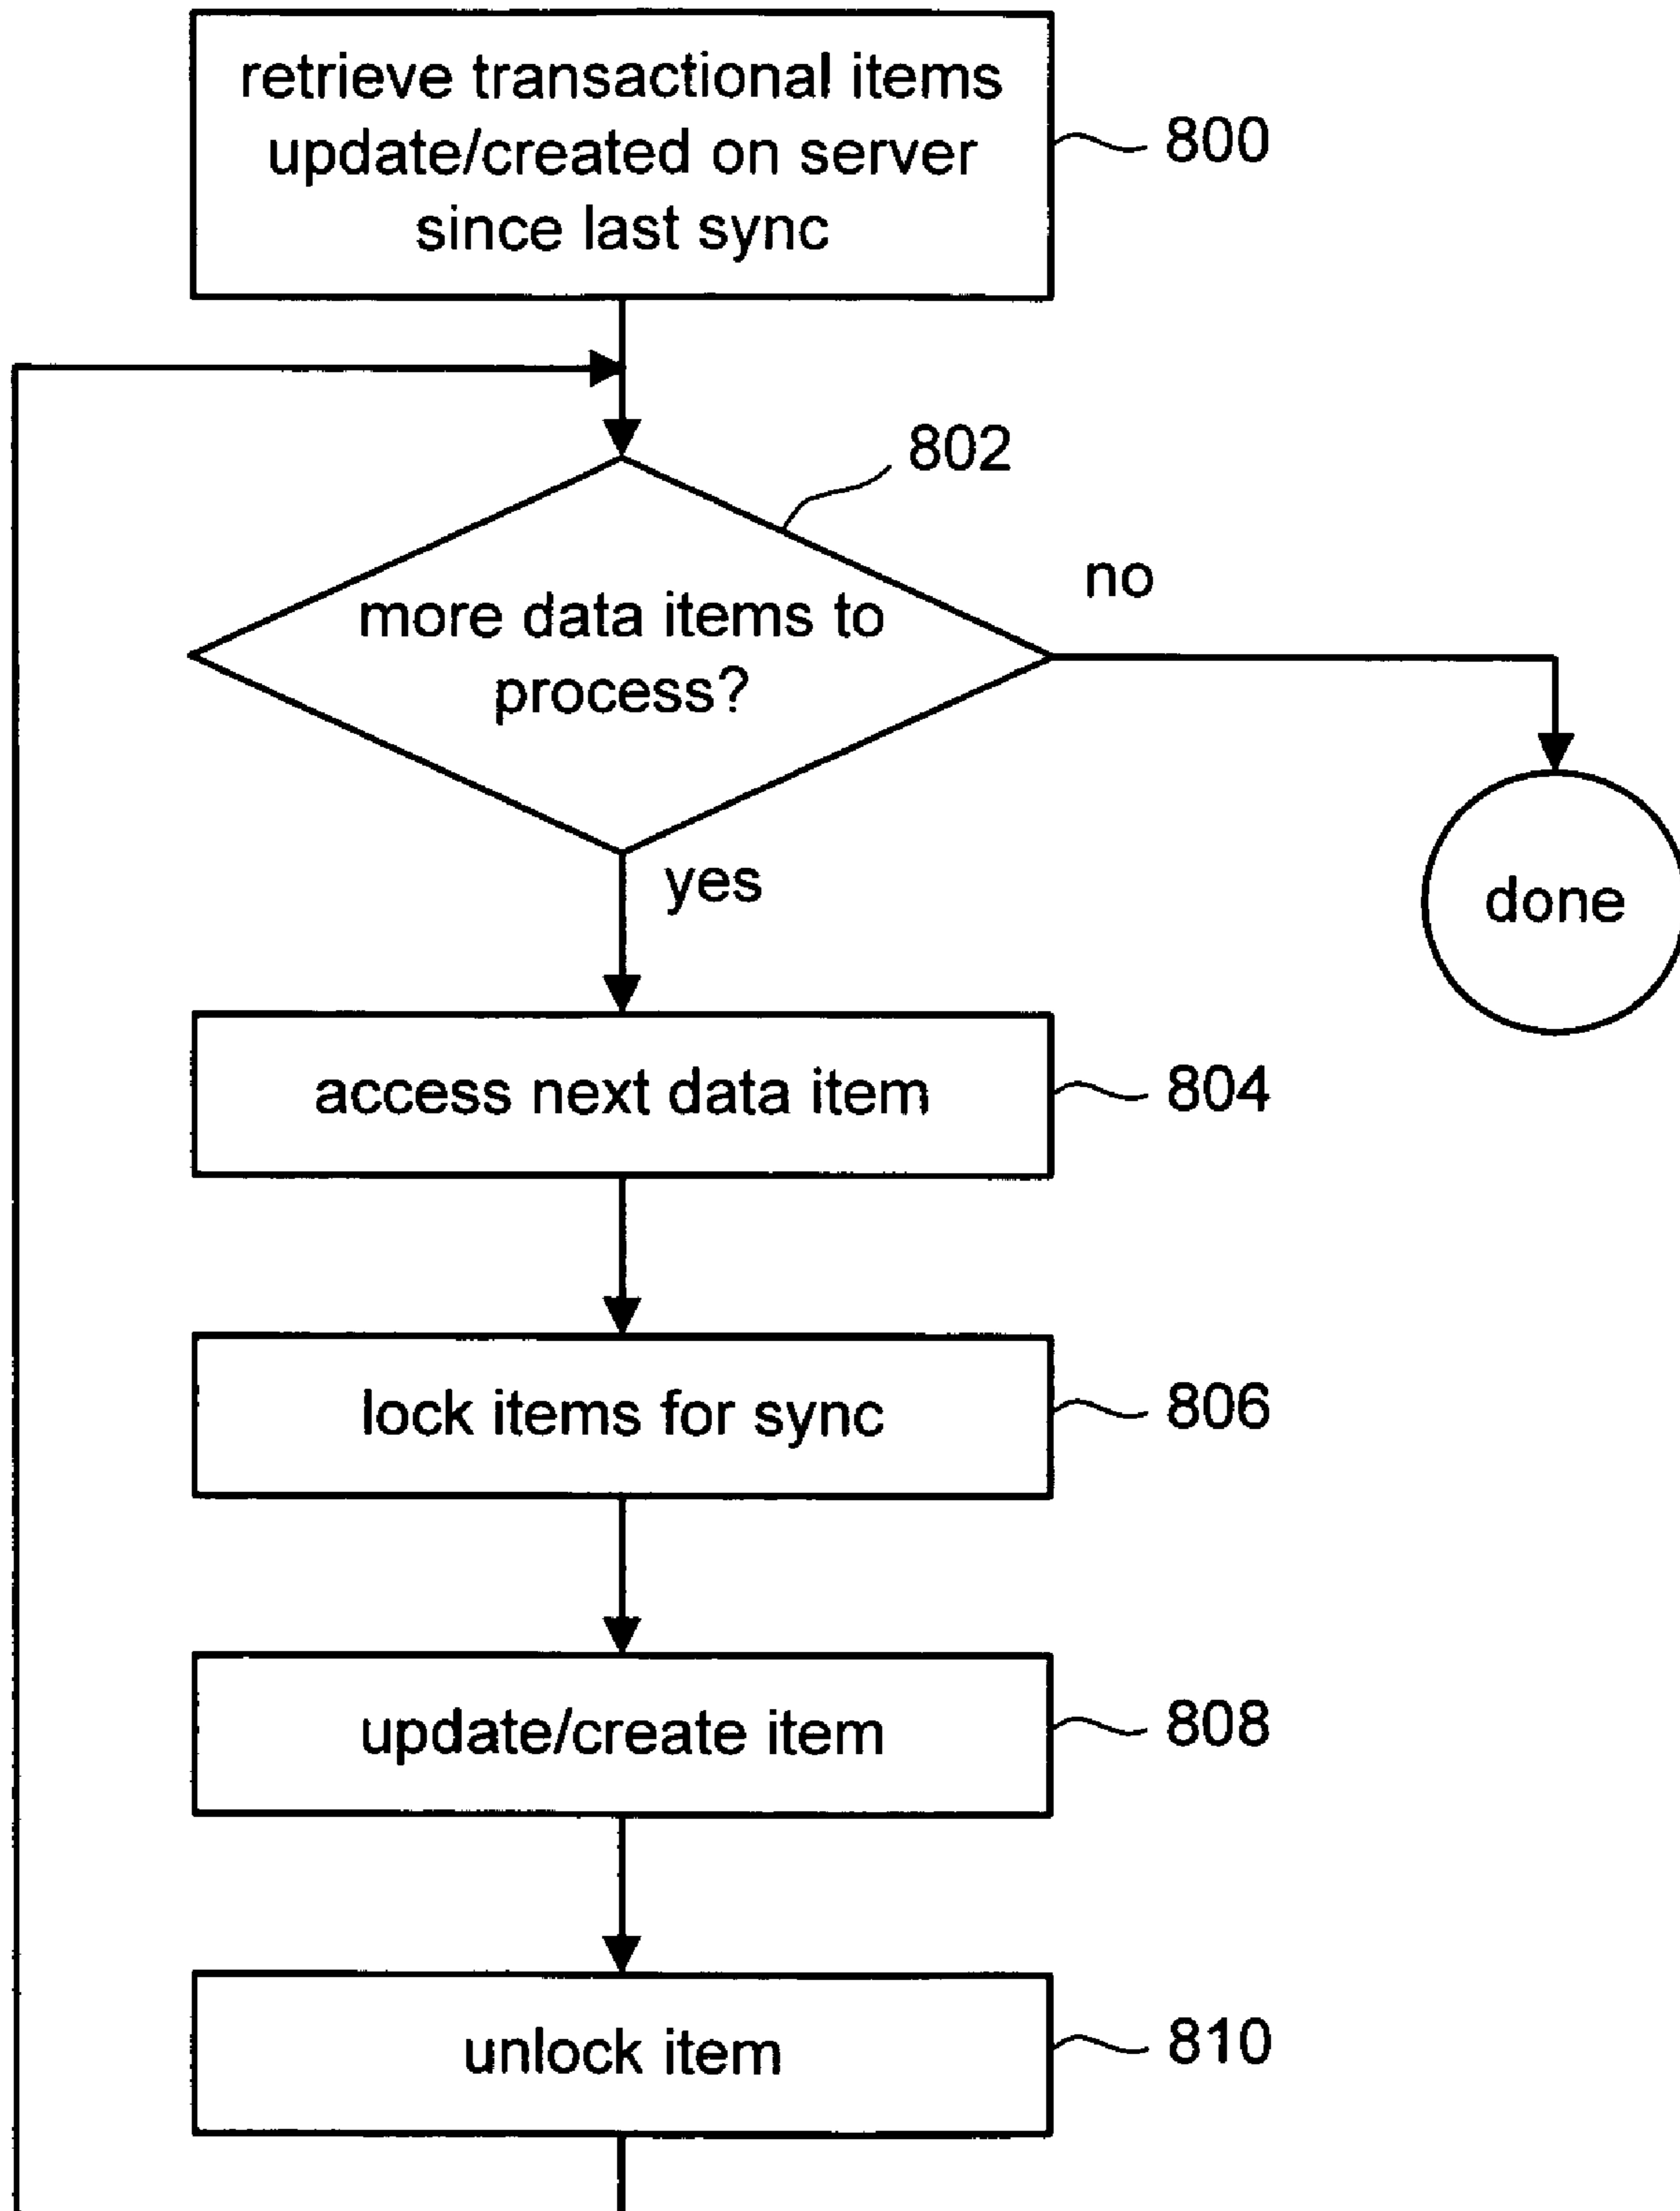 retrieve transactional items
update/created on server
since last sync
800
802
more data items to
process?
no
yes
done
access next data item
804
lock items for sync
806
update/create item
808
unlock item
810